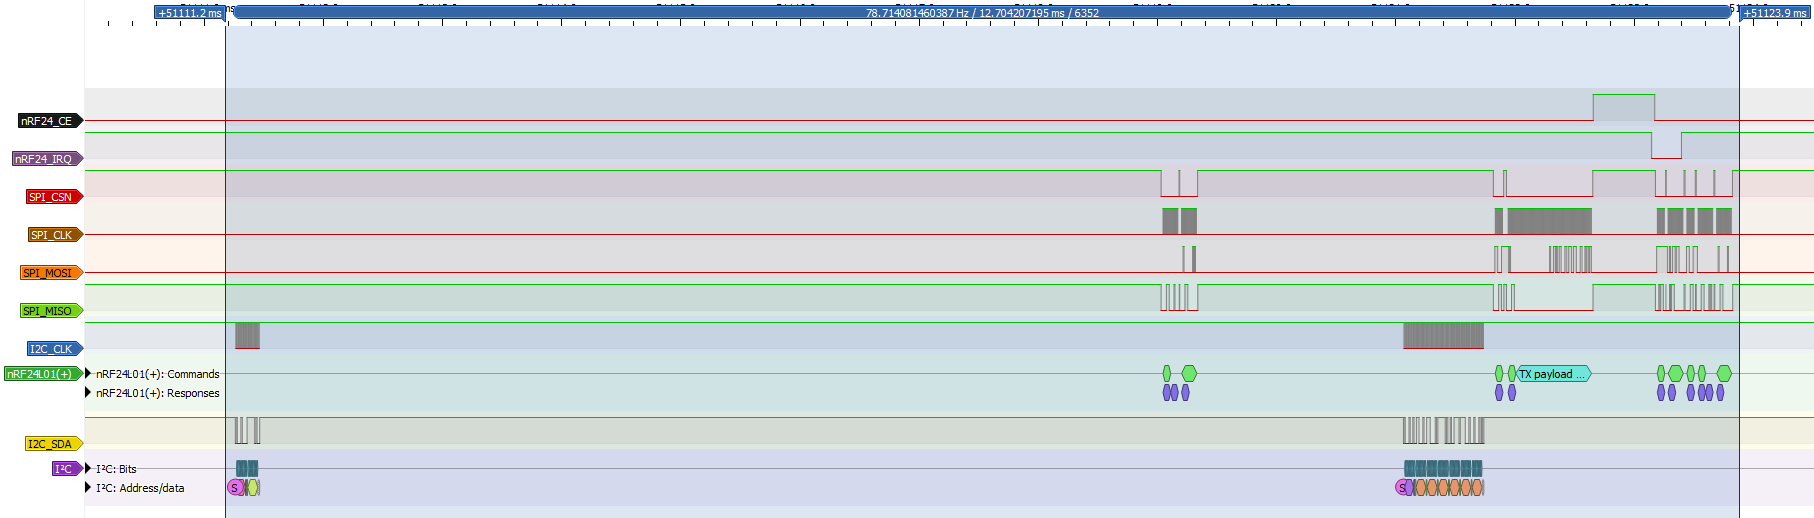 +51111.2 ms
78.714081460387 Hz / 12.704207195 ms / 6352
+51123.9 ms
nRF24_CE
nRF24_IRQ
SPI_CSN
SPI_CLK
SPI_MOSI
SPI_MISO
I2C_CLK
nRF24L01(+)
nRF24L01(+): Commands
TX payload ...
nRF24L01(+): Responses
I2C_SDA
I²C
I²C: Bits
I²C: Address/data
S
S